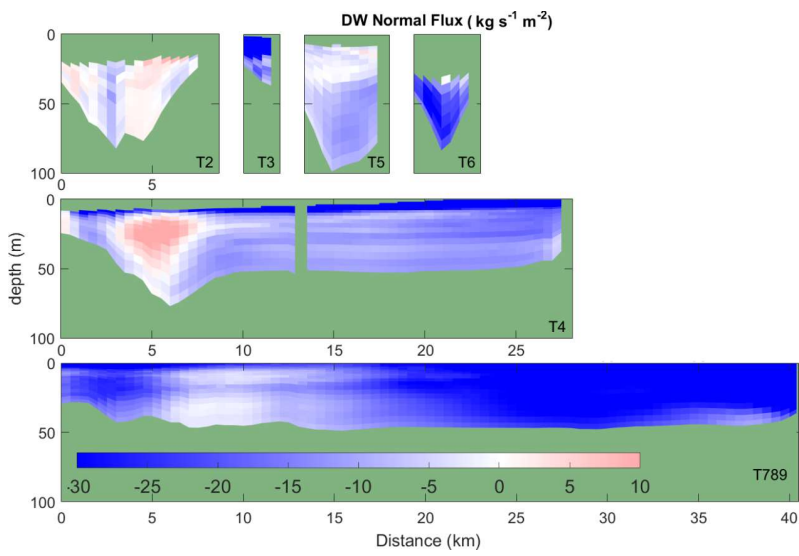 DW Normal Flux ( kg s⁻¹ m⁻²)
0
50
100
T2
T3
T5
T6
0 5
0
50
100
depth (m)
T4
0 5 10 15 20 25
0
50
100
-30 -25 -20 -15 -10 -5 0 5 10
T789
0 5 10 15 20 25 30 35 40
Distance (km)